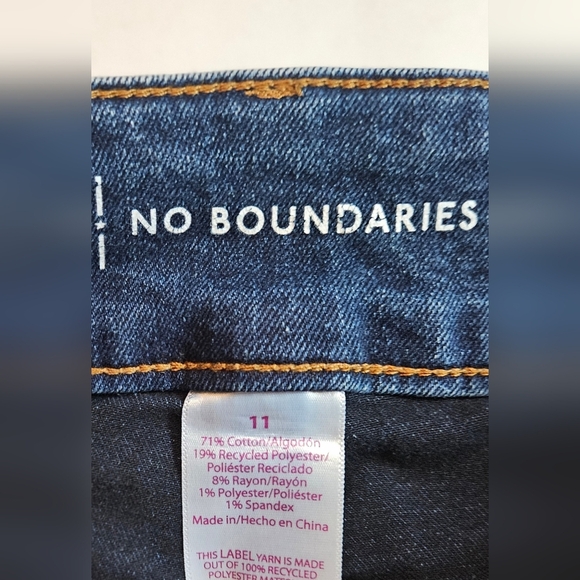 NO BOUNDARIES
11
71% Cotton/Algodón
19% Recycled Polyester/
Poliéster Reciclado
8% Rayon/Rayón
1% Polyester/Poliéster
1% Spandex
Made in/Hecho en China
THIS LABEL YARN IS MADE
OUT OF 100% RECYCLED
POLYESTER